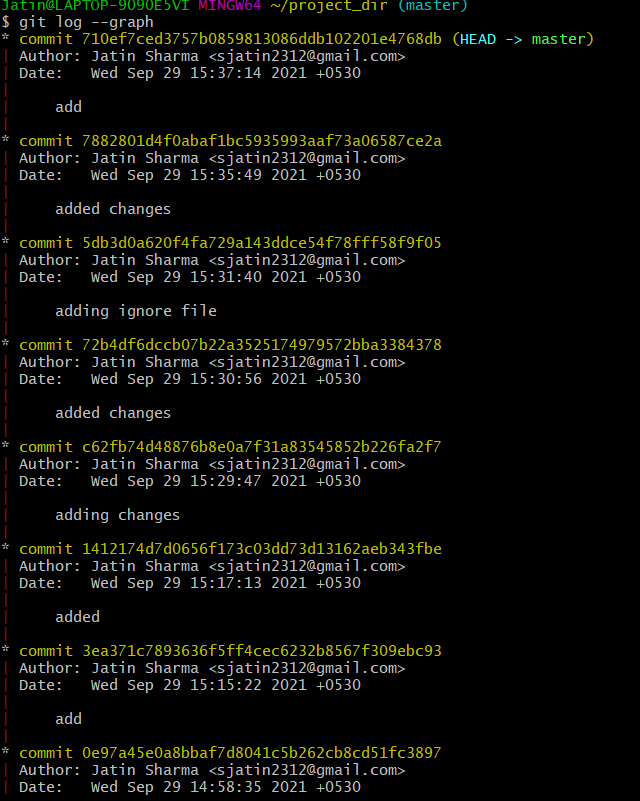 Jatin@LAPTOP-9O9OE5VI MINGW64 ~/project_dir (master)
$ git log --graph
* commit 710ef7ced3757b0859813086ddb102201e4768db (HEAD -> master)
| Author: Jatin Sharma <sjatin2312@gmail.com>
| Date:   Wed Sep 29 15:37:14 2021 +0530
|
|     add
|
* commit 7882801d4f0abaf1bc5935993aaf73a06587ce2a
| Author: Jatin Sharma <sjatin2312@gmail.com>
| Date:   Wed Sep 29 15:35:49 2021 +0530
|
|     added changes
|
* commit 5db3d0a620f4fa729a143ddce54f78fff58f9f05
| Author: Jatin Sharma <sjatin2312@gmail.com>
| Date:   Wed Sep 29 15:31:40 2021 +0530
|
|     adding ignore file
|
* commit 72b4df6dccb07b22a3525174979572bba3384378
| Author: Jatin Sharma <sjatin2312@gmail.com>
| Date:   Wed Sep 29 15:30:56 2021 +0530
|
|     added changes
|
* commit c62fb74d48876b8e0a7f31a83545852b226fa2f7
| Author: Jatin Sharma <sjatin2312@gmail.com>
| Date:   Wed Sep 29 15:29:47 2021 +0530
|
|     adding changes
|
* commit 1412174d7d0656f173c03dd73d13162aeb343fbe
| Author: Jatin Sharma <sjatin2312@gmail.com>
| Date:   Wed Sep 29 15:17:13 2021 +0530
|
|     added
|
* commit 3ea371c7893636f5ff4cec6232b8567f309ebc93
| Author: Jatin Sharma <sjatin2312@gmail.com>
| Date:   Wed Sep 29 15:15:22 2021 +0530
|
|     add
|
* commit 0e97a45e0a8bbaf7d8041c5b262cb8cd51fc3897
| Author: Jatin Sharma <sjatin2312@gmail.com>
| Date:   Wed Sep 29 14:58:35 2021 +0530